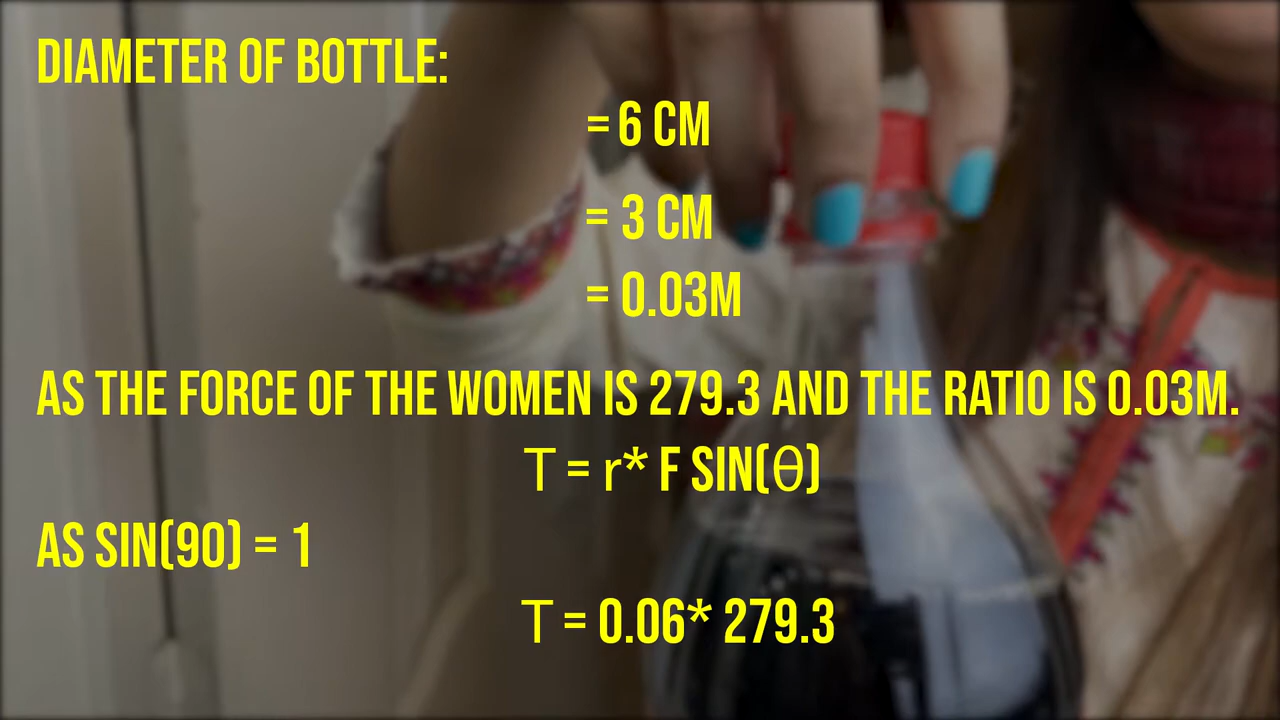 DIAMETER OF BOTTLE:
= 6 CM
= 3 CM
= 0.03M
AS THE FORCE OF THE WOMEN IS 279.3 AND THE RATIO IS 0.03M.
T = r* F SIN(θ)
AS SIN(90) = 1
T = 0.06* 279.3